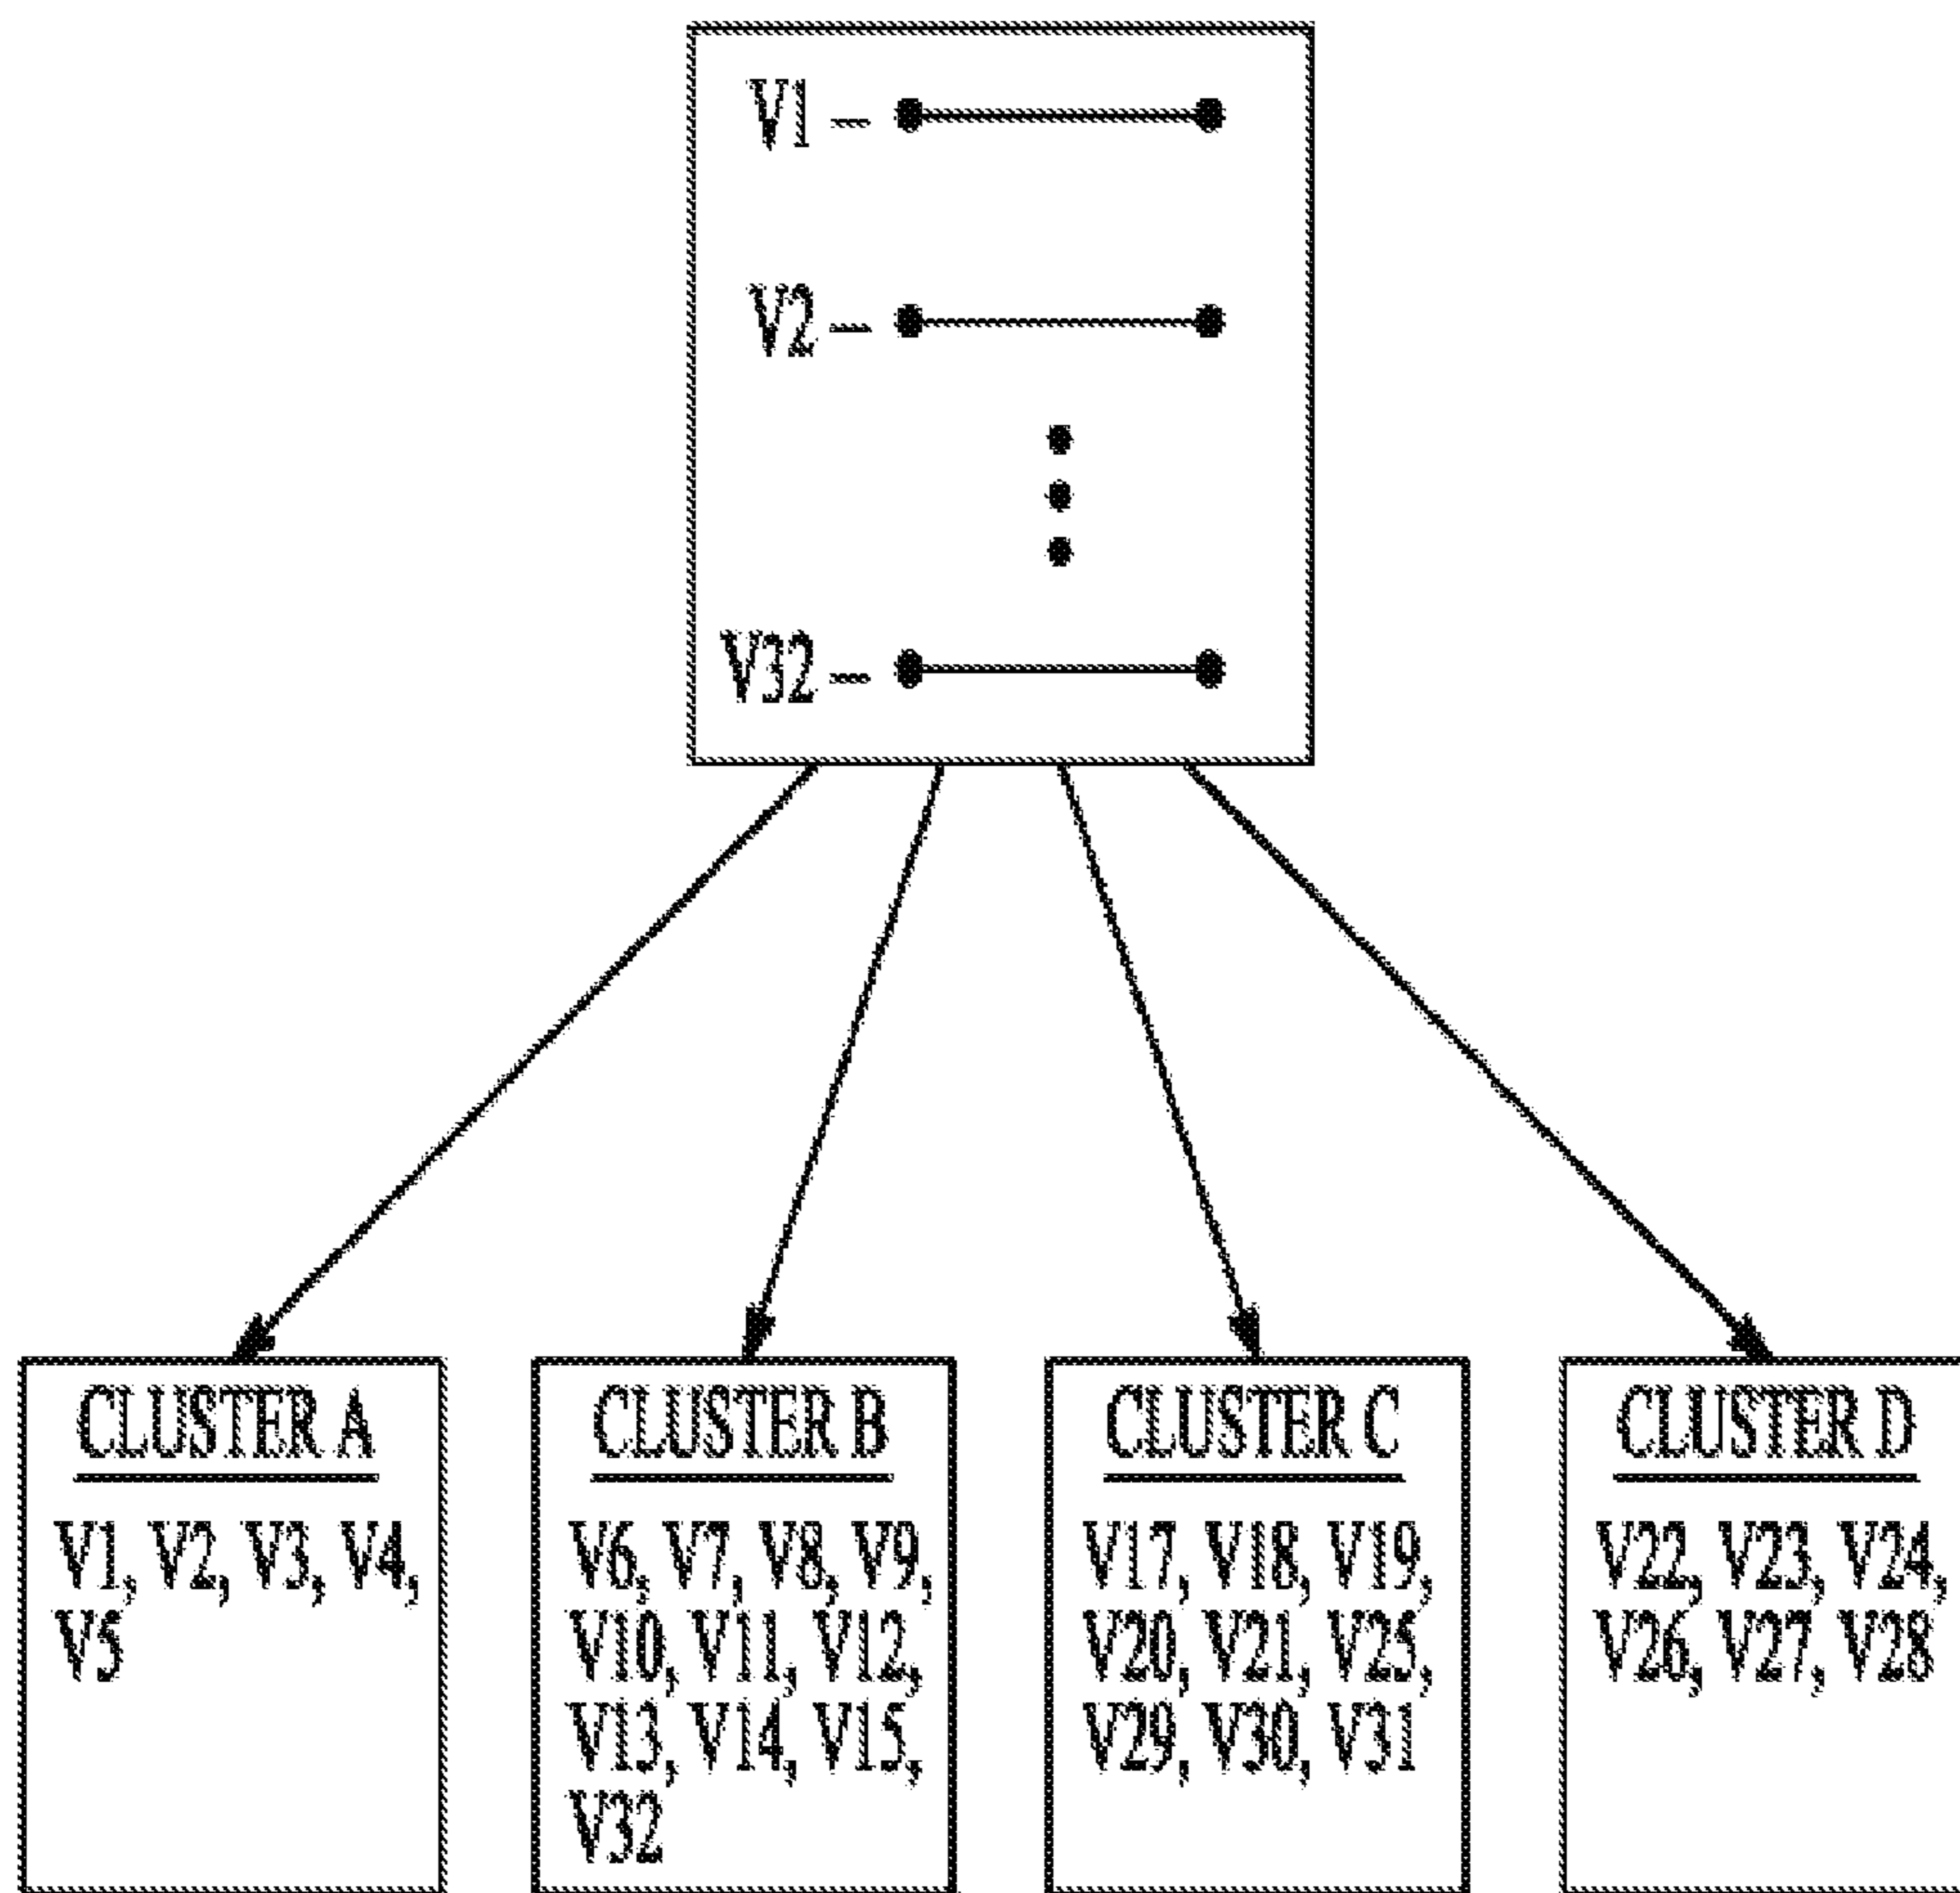 V1 –
V2 –
V32 –
CLUSTER A
V1, V2, V3, V4,
V5
CLUSTER B
V6, V7, V8, V9,
V10, V11, V12,
V13, V14, V15,
V32
CLUSTER C
V17, V18, V19,
V20, V21, V25,
V29, V30, V31
CLUSTER D
V22, V23, V24,
V26, V27, V28